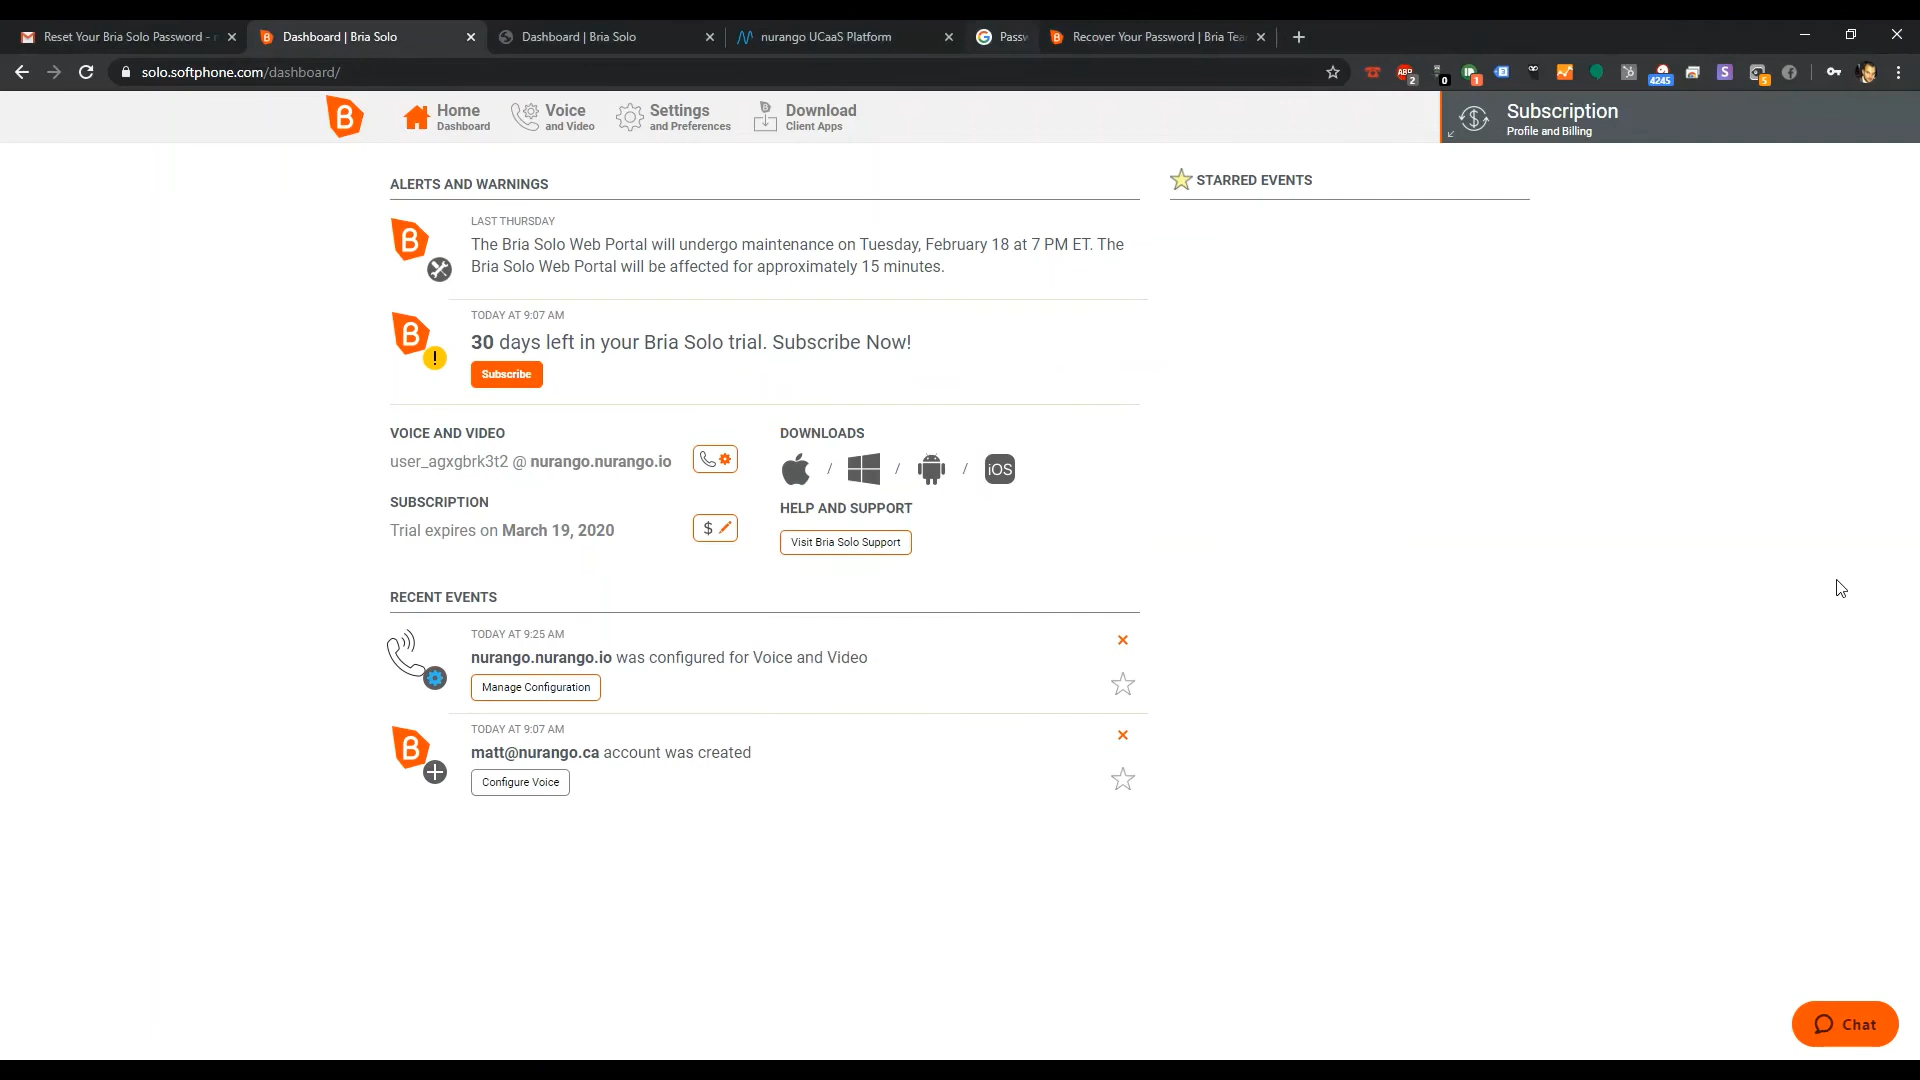 Reset Your Bria Solo Password -
Dashboard | Bria Solo
Dashboard | Bria Solo
nurango UCaaS Platform
Recover Your Password | Bria Tea
solo.softphone.com/dashboard/
ABP
2
0
1
3
4245
S
5
B
Home
Dashboard
Voice
and Video
Settings
and Preferences
Download
Client Apps
Subscription
Profile and Billing
ALERTS AND WARNINGS
STARRED EVENTS
LAST THURSDAY
The Bria Solo Web Portal will undergo maintenance on Tuesday, February 18 at 7 PM ET. The
Bria Solo Web Portal will be affected for approximately 15 minutes.
TODAY AT 9:07 AM
30 days left in your Bria Solo trial. Subscribe Now!
Subscribe
VOICE AND VIDEO
user_agxgbrk3t2 @ nurango.nurango.io
SUBSCRIPTION
Trial expires on March 19, 2020
$
DOWNLOADS
/ / / iOS
HELP AND SUPPORT
Visit Bria Solo Support
RECENT EVENTS
TODAY AT 9:25 AM
nurango.nurango.io was configured for Voice and Video
Manage Configuration
TODAY AT 9:07 AM
matt@nurango.ca account was created
Configure Voice
Chat